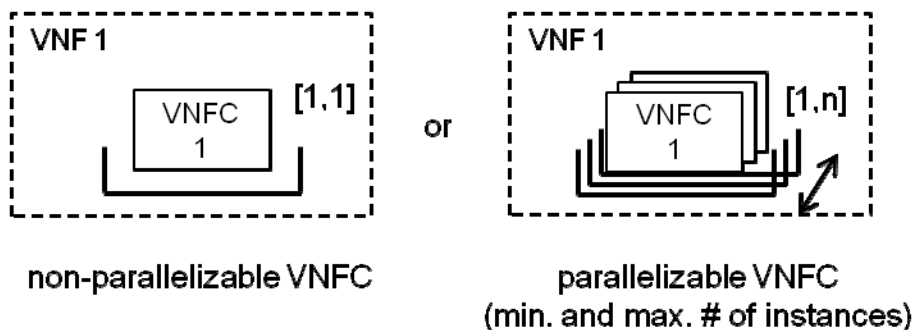 VNF 1
VNFC
1
[1,1]
or
VNF 1
VNFC
1
[1,n]
non-parallelizable VNFC
parallelizable VNFC
(min. and max. # of instances)